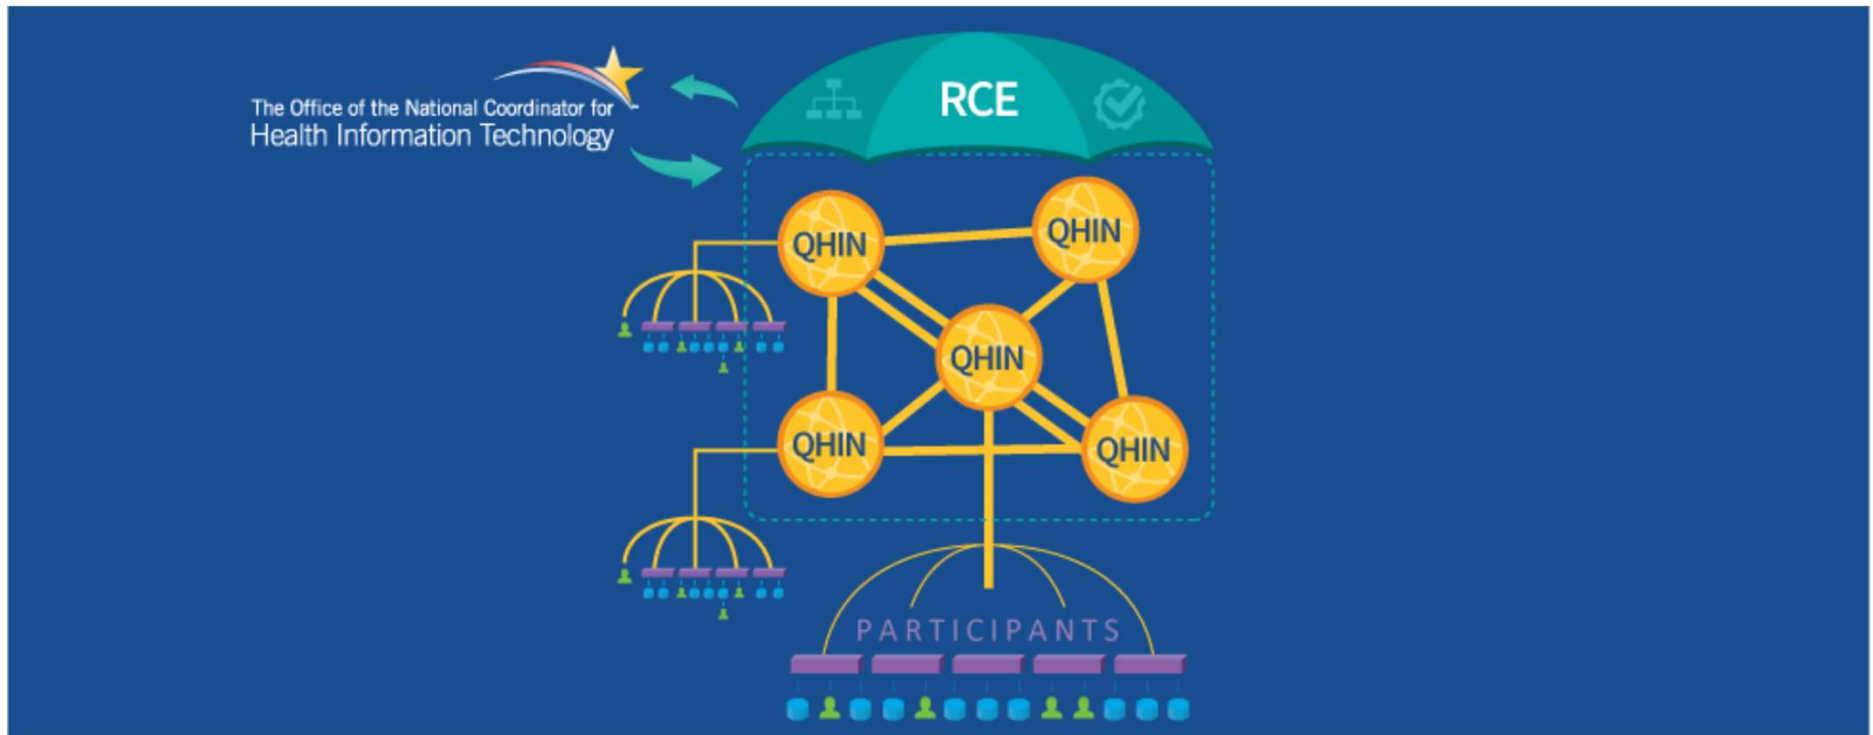 The Office of the National Coordinator for
Health Information Technology
RCE
QHIN
QHIN
QHIN
QHIN
QHIN
PARTICIPANTS